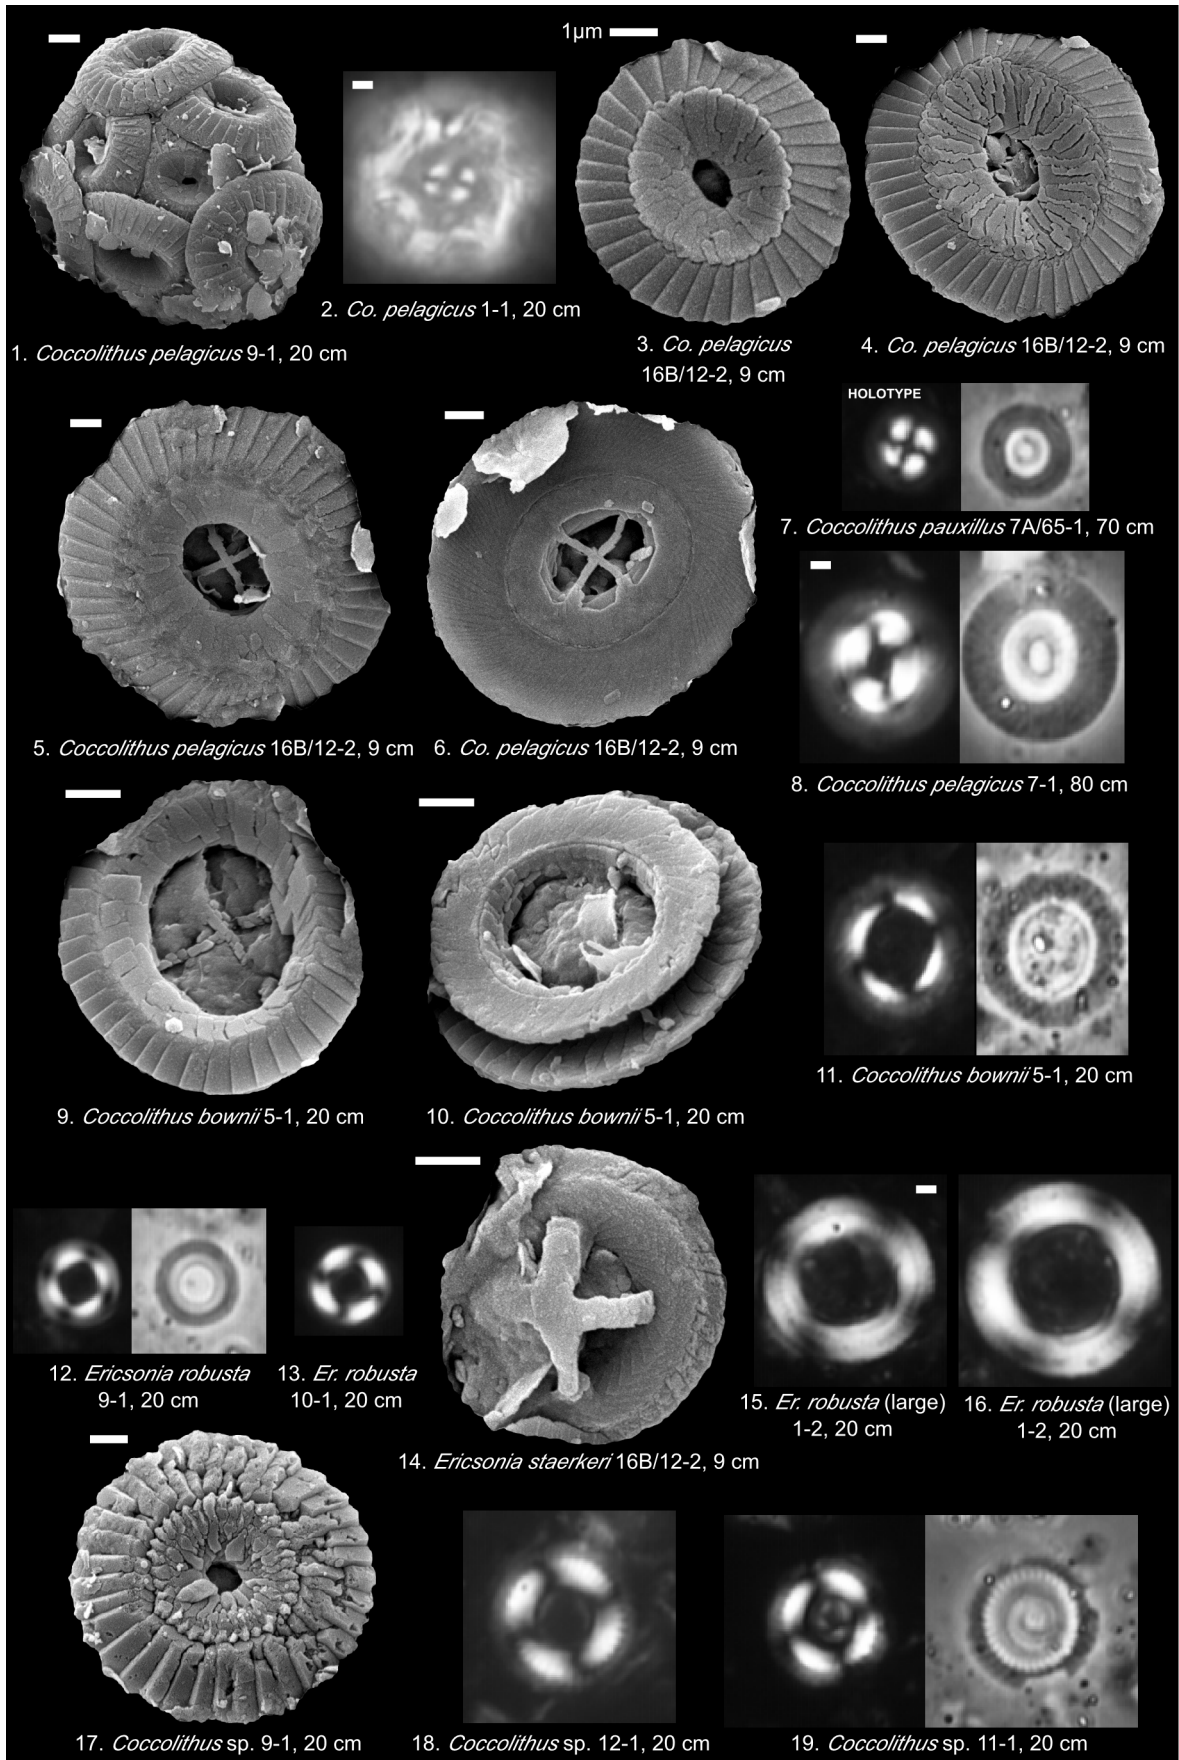 1µm
2. Co. pelagicus 1-1, 20 cm
1. Coccolithus pelagicus 9-1, 20 cm
3. Co. pelagicus
16B/12-2, 9 cm
4. Co. pelagicus 16B/12-2, 9 cm
HOLOTYPE
7. Coccolithus pauxillus 7A/65-1, 70 cm
5. Coccolithus pelagicus 16B/12-2, 9 cm
6. Co. pelagicus 16B/12-2, 9 cm
8. Coccolithus pelagicus 7-1, 80 cm
9. Coccolithus bownii 5-1, 20 cm
10. Coccolithus bownii 5-1, 20 cm
11. Coccolithus bownii 5-1, 20 cm
12. Ericsonia robusta
9-1, 20 cm
13. Er. robusta
10-1, 20 cm
14. Ericsonia staerkeri 16B/12-2, 9 cm
15. Er. robusta (large)
1-2, 20 cm
16. Er. robusta (large)
1-2, 20 cm
17. Coccolithus sp. 9-1, 20 cm
18. Coccolithus sp. 12-1, 20 cm
19. Coccolithus sp. 11-1, 20 cm